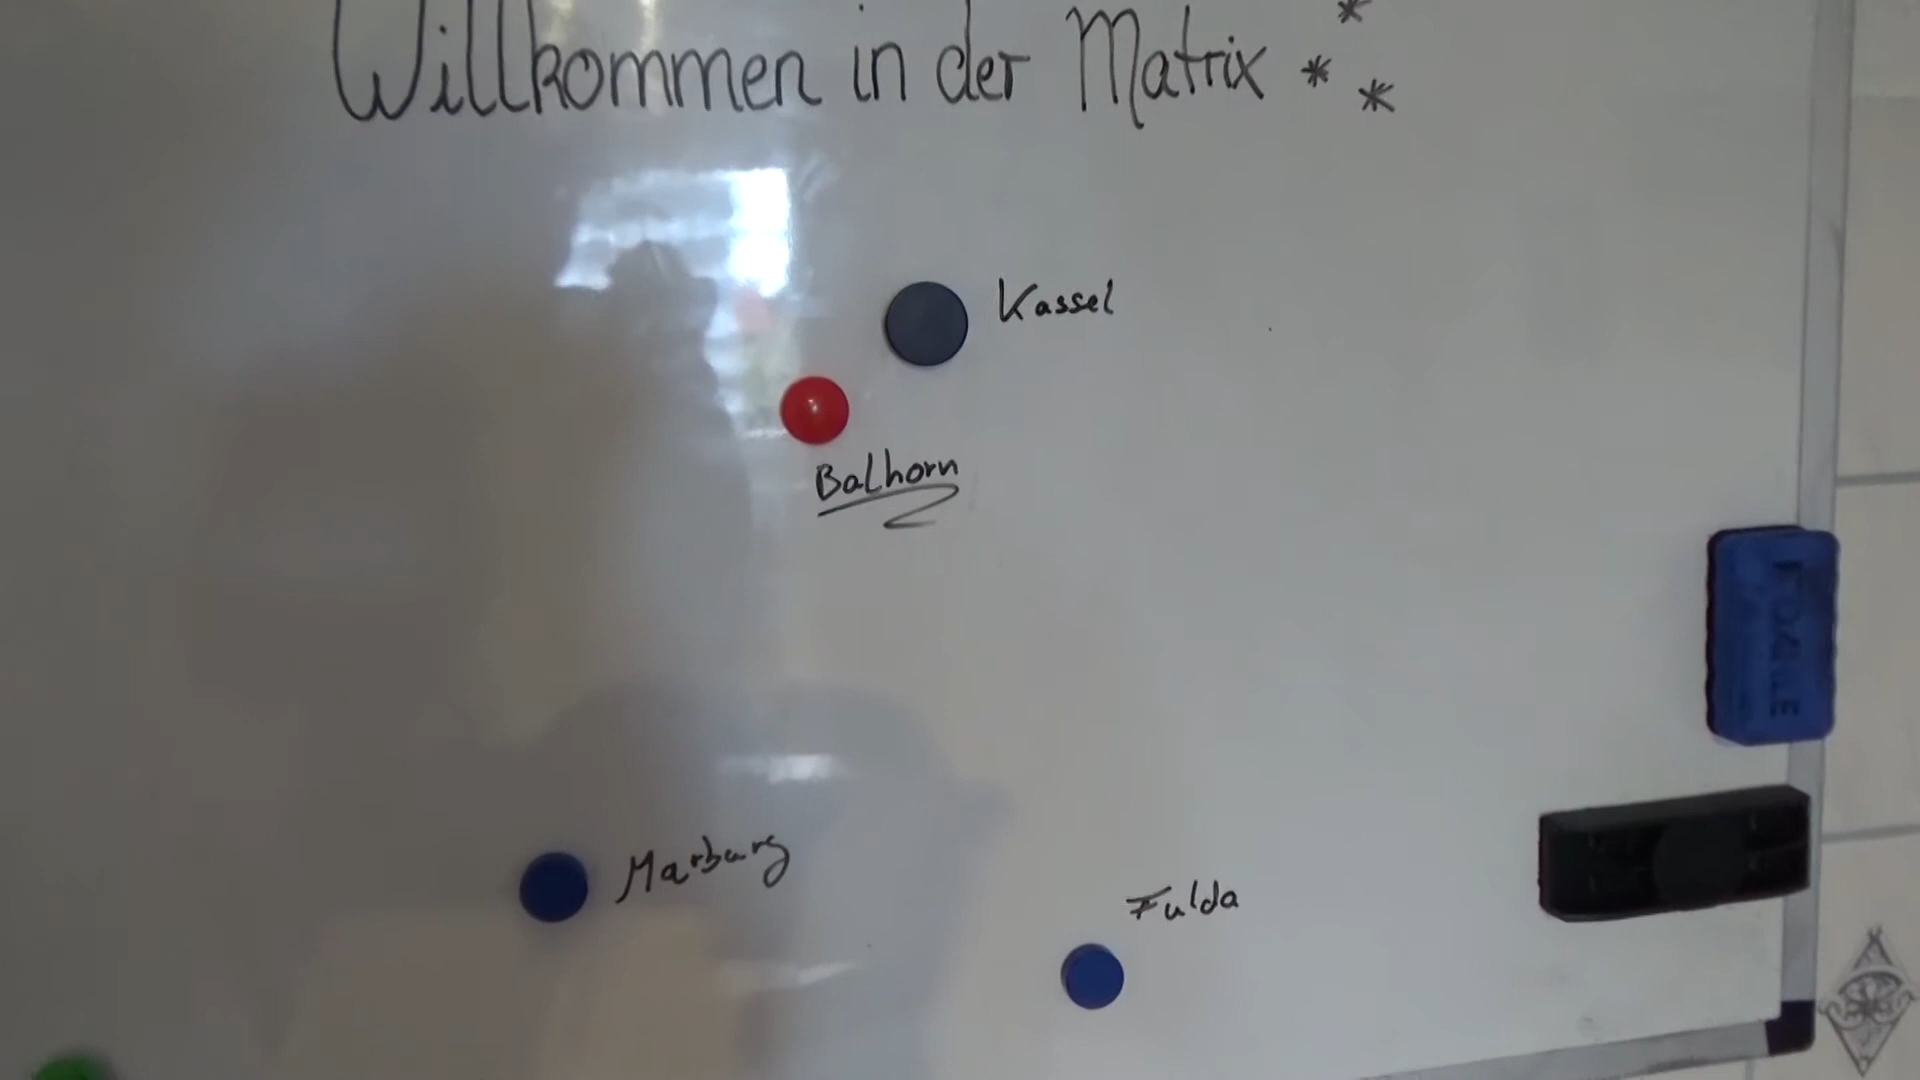 Willkommen in der Matrix ***
Kassel
Balhorn
Marburg
Fulda